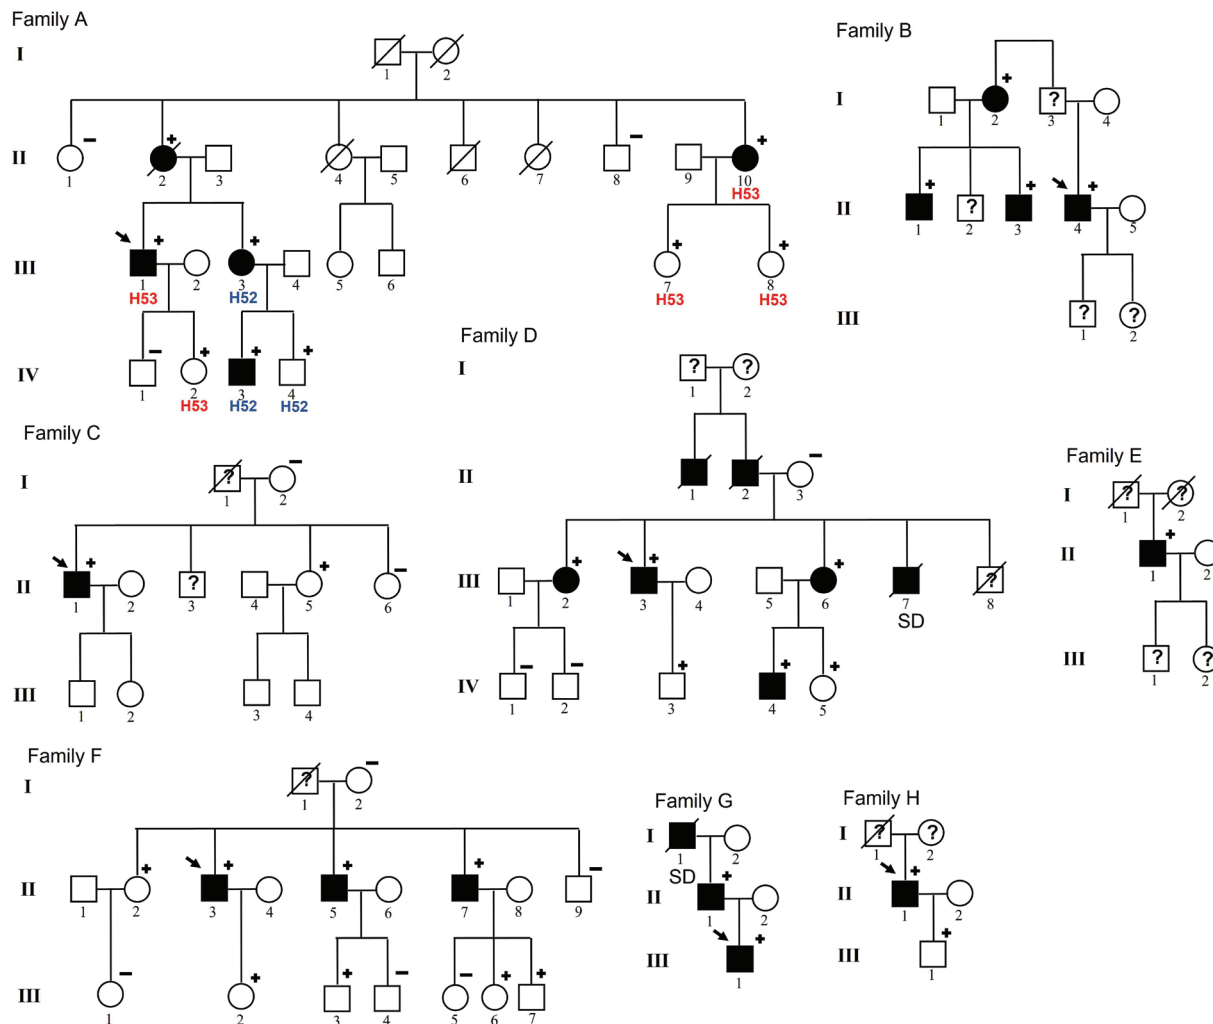 Family A
I
1 2
− + − +
II
1 2 3 4 5 6 7 8 9 10
H53
+ + + +
III
1 2 3 4 5 6 7 8
H53 H52 H53 H53
− + + +
IV
1 2 3 4
H53 H52 H52
Family B
+
I
1 2 ? 3 4
+ + +
II
1 ? 2 3 4 5
III
? 1 ? 2
Family C
−
I
? 1 2
+ + −
II
1 2 ? 3 4 5 6
III
1 2 3 4
Family D
I
? 1 ? 2
−
II
1 2 3
+ + +
III
1 2 3 4 5 6 7 ? 8
SD
− − + + +
IV
1 2 3 4 5
Family E
I
? 1 ? 2
+
II
1 2
III
? 1 ? 2
Family F
−
I
? 1 2
+ + + + −
II
1 2 3 4 5 6 7 8 9
− + + − − + +
III
1 2 3 4 5 6 7
Family G
I
1 2
SD
+
II
1 2
+
III
1
Family H
I
? 1 ? 2
+
II
1 2
+
III
1